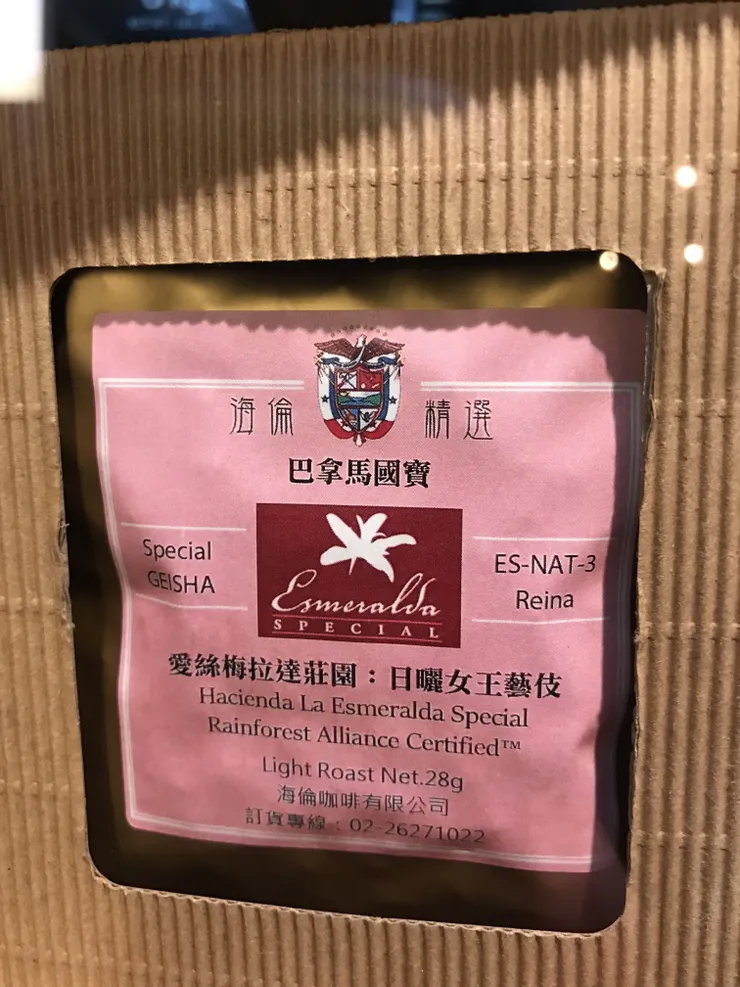 海倫 精選
巴拿馬國寶
Special
GEISHA
Esmeralda
SPECIAL
ES-NAT-3
Reina
愛絲梅拉達莊園：日曬女王藝伎
Hacienda La Esmeralda Special
Rainforest Alliance Certified™
Light Roast Net.28g
海倫咖啡有限公司
訂貨專線：02-26271022